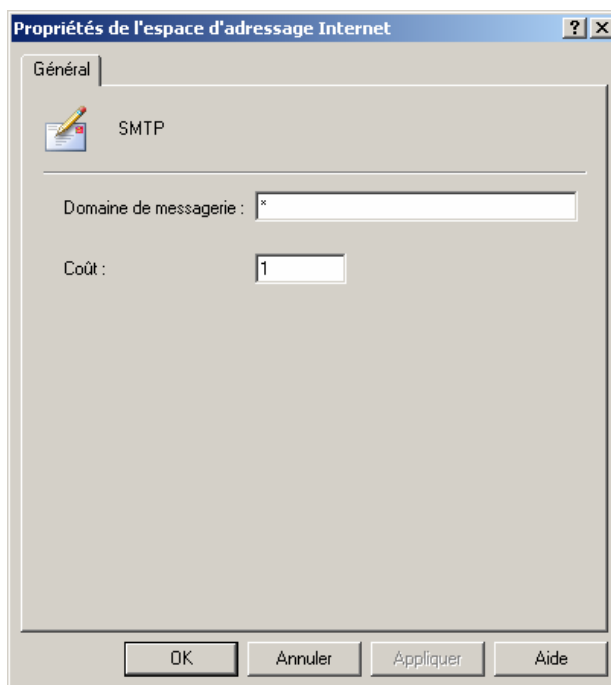 Propriétés de l'espace d'adressage Internet
Général
SMTP
Domaine de messagerie : *
Coût : 1
OK Annuler Appliquer Aide